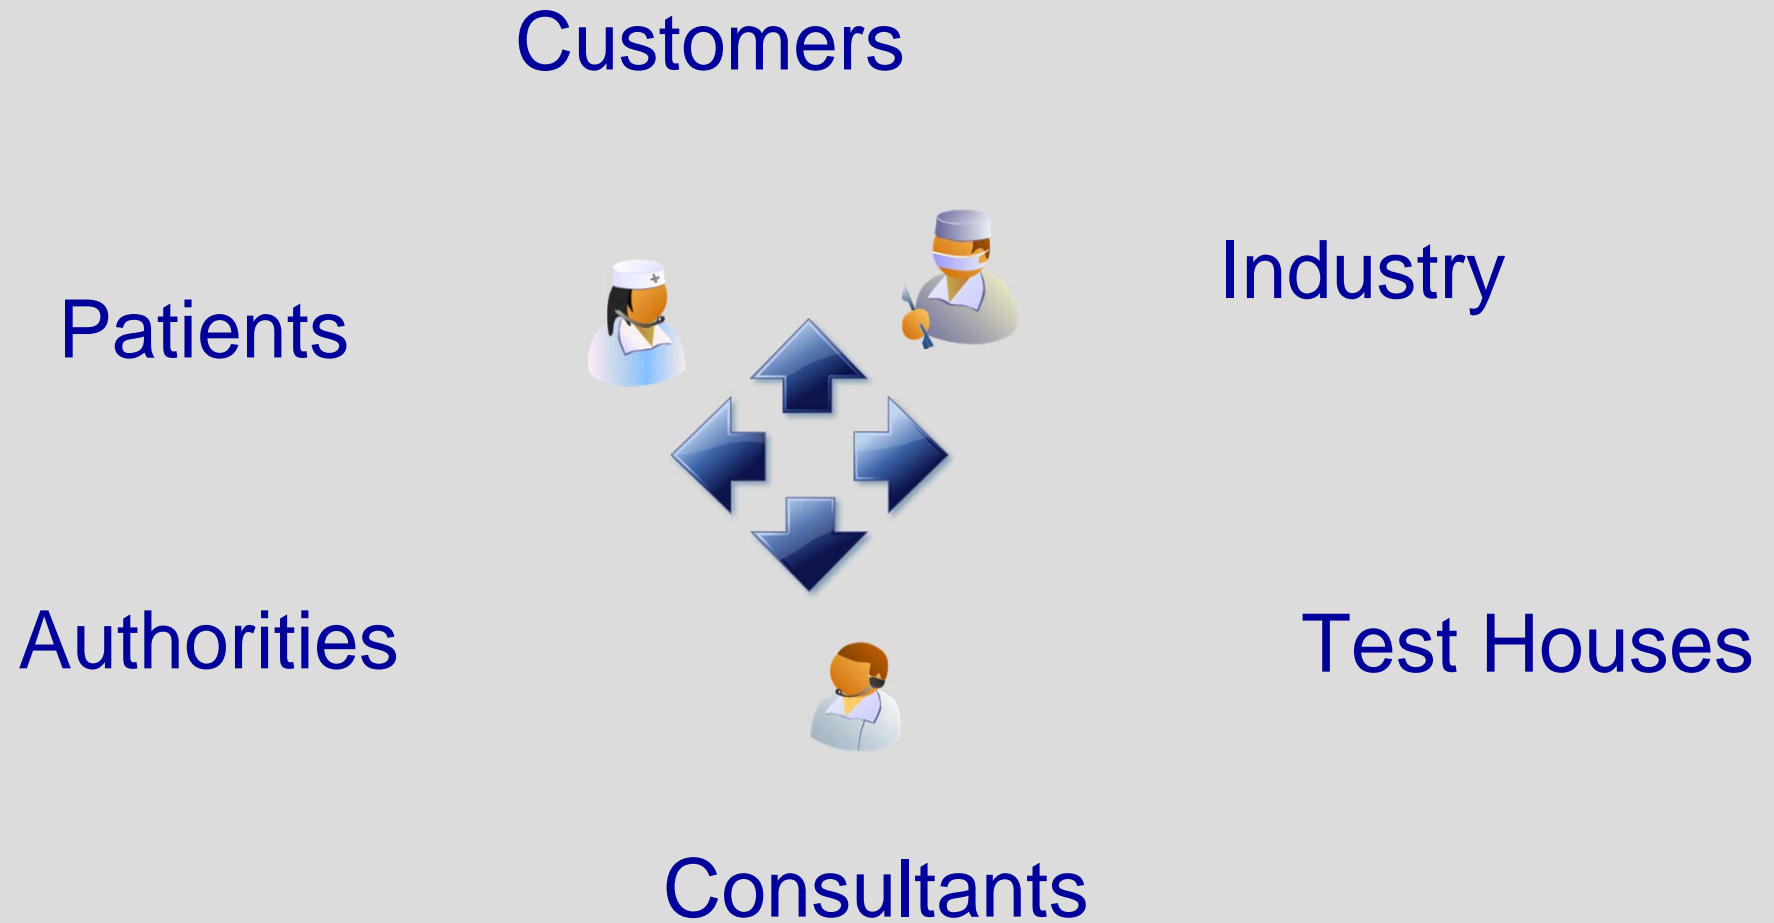 Customers
Industry
Patients
Authorities
Test Houses
Consultants